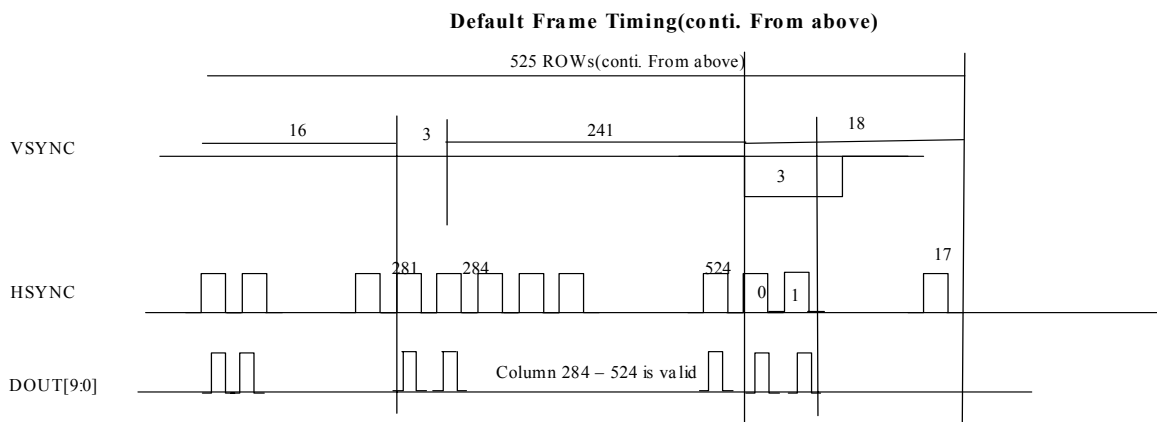 Default Frame Timing(conti. From above)
525 ROWs(conti. From above)
VSYNC
16
3
241
18
3
HSYNC
281
284
524
0
1
17
DOUT[9:0]
Column 284 – 524 is valid